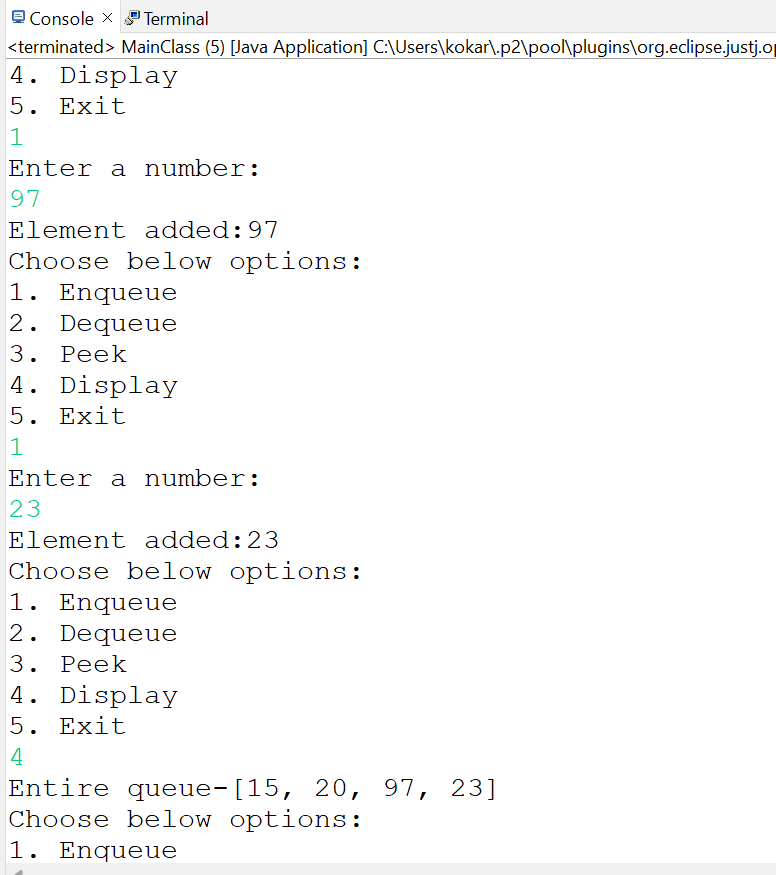 Console × Terminal
<terminated> MainClass (5) [Java Application] C:\Users\kokar\.p2\pool\plugins\org.eclipse.justj.op
4. Display
5. Exit
1
Enter a number:
97
Element added:97
Choose below options:
1. Enqueue
2. Dequeue
3. Peek
4. Display
5. Exit
1
Enter a number:
23
Element added:23
Choose below options:
1. Enqueue
2. Dequeue
3. Peek
4. Display
5. Exit
4
Entire queue-[15, 20, 97, 23]
Choose below options:
1. Enqueue